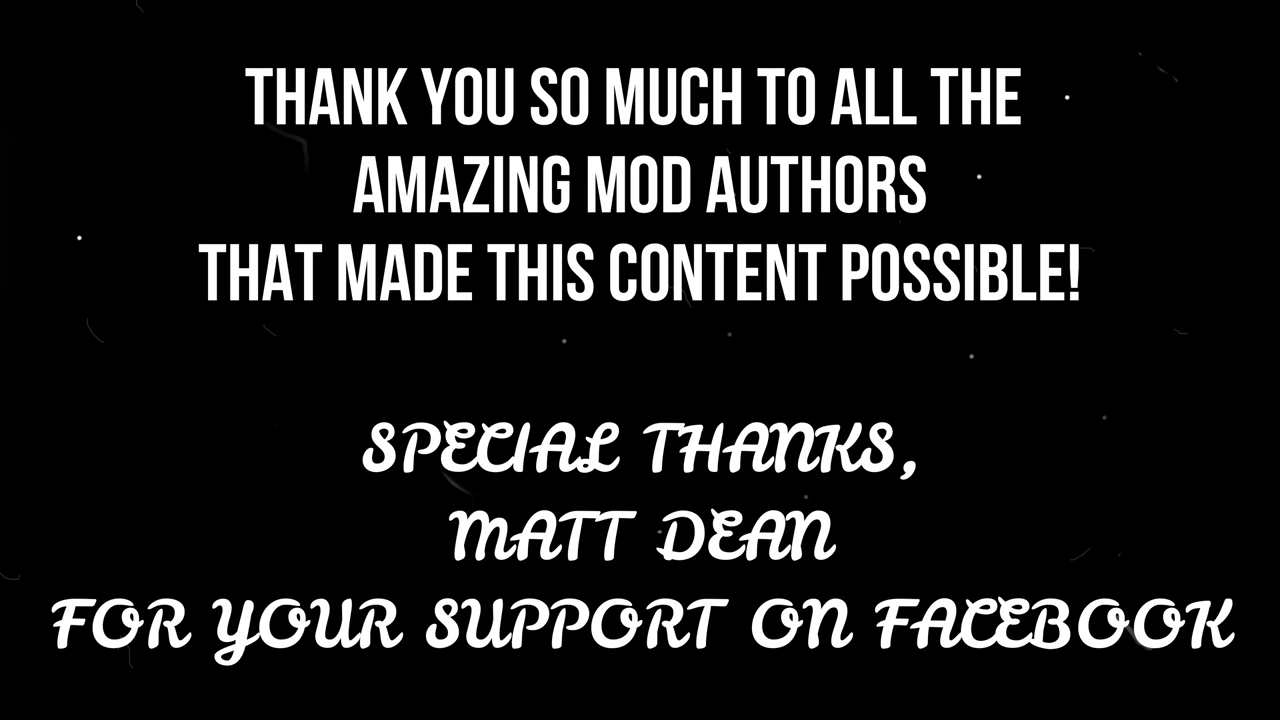 THANK YOU SO MUCH TO ALL THE
AMAZING MOD AUTHORS
THAT MADE THIS CONTENT POSSIBLE!
SPECIAL THANKS,
MATT DEAN
FOR YOUR SUPPORT ON FACEBOOK